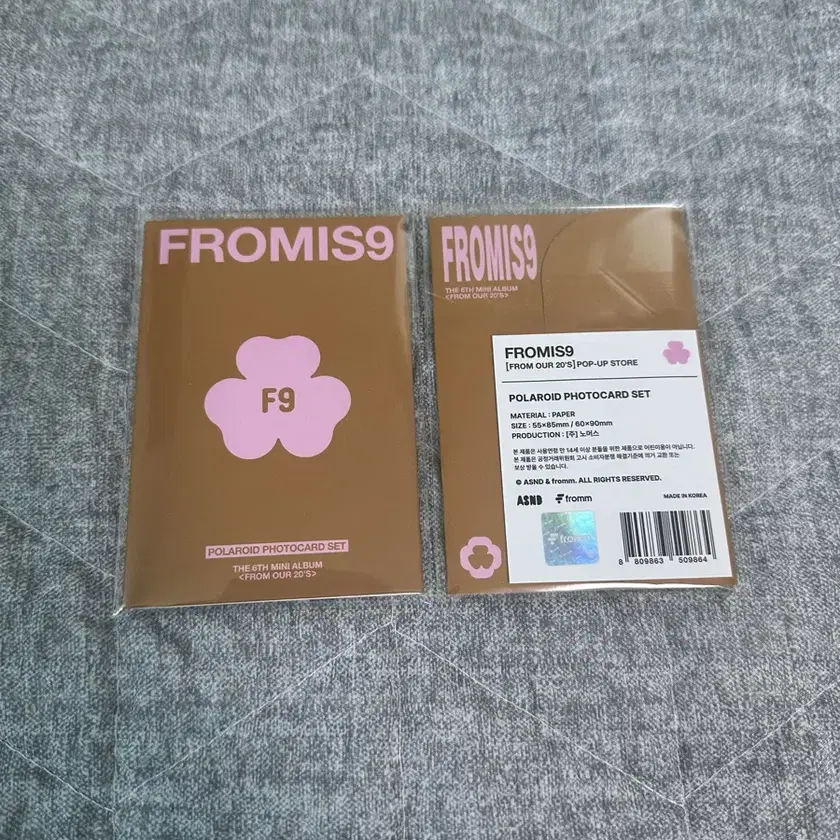 FROMIS9
F9
POLAROID PHOTOCARD SET
THE 6TH MINI ALBUM
<FROM OUR 20'S>
FROMIS9
THE 6TH MINI ALBUM
<FROM OUR 20'S>
FROMIS9
[FROM OUR 20'S] POP-UP STORE
POLAROID PHOTOCARD SET
MATERIAL : PAPER
SIZE : 55×85mm / 60×90mm
PRODUCTION : [주] 노머스
본 제품은 사용연령 만 14세 이상 분들을 위한 제품으로 어린이용이 아닙니다.
본 제품은 공정거래위원회 고시 소비자분쟁 해결기준에 의거 교환 또는
보상 받을 수 있습니다.
© ASND & fromm. ALL RIGHTS RESERVED.
ASND fromm MADE IN KOREA
fromm
8 809863 509864